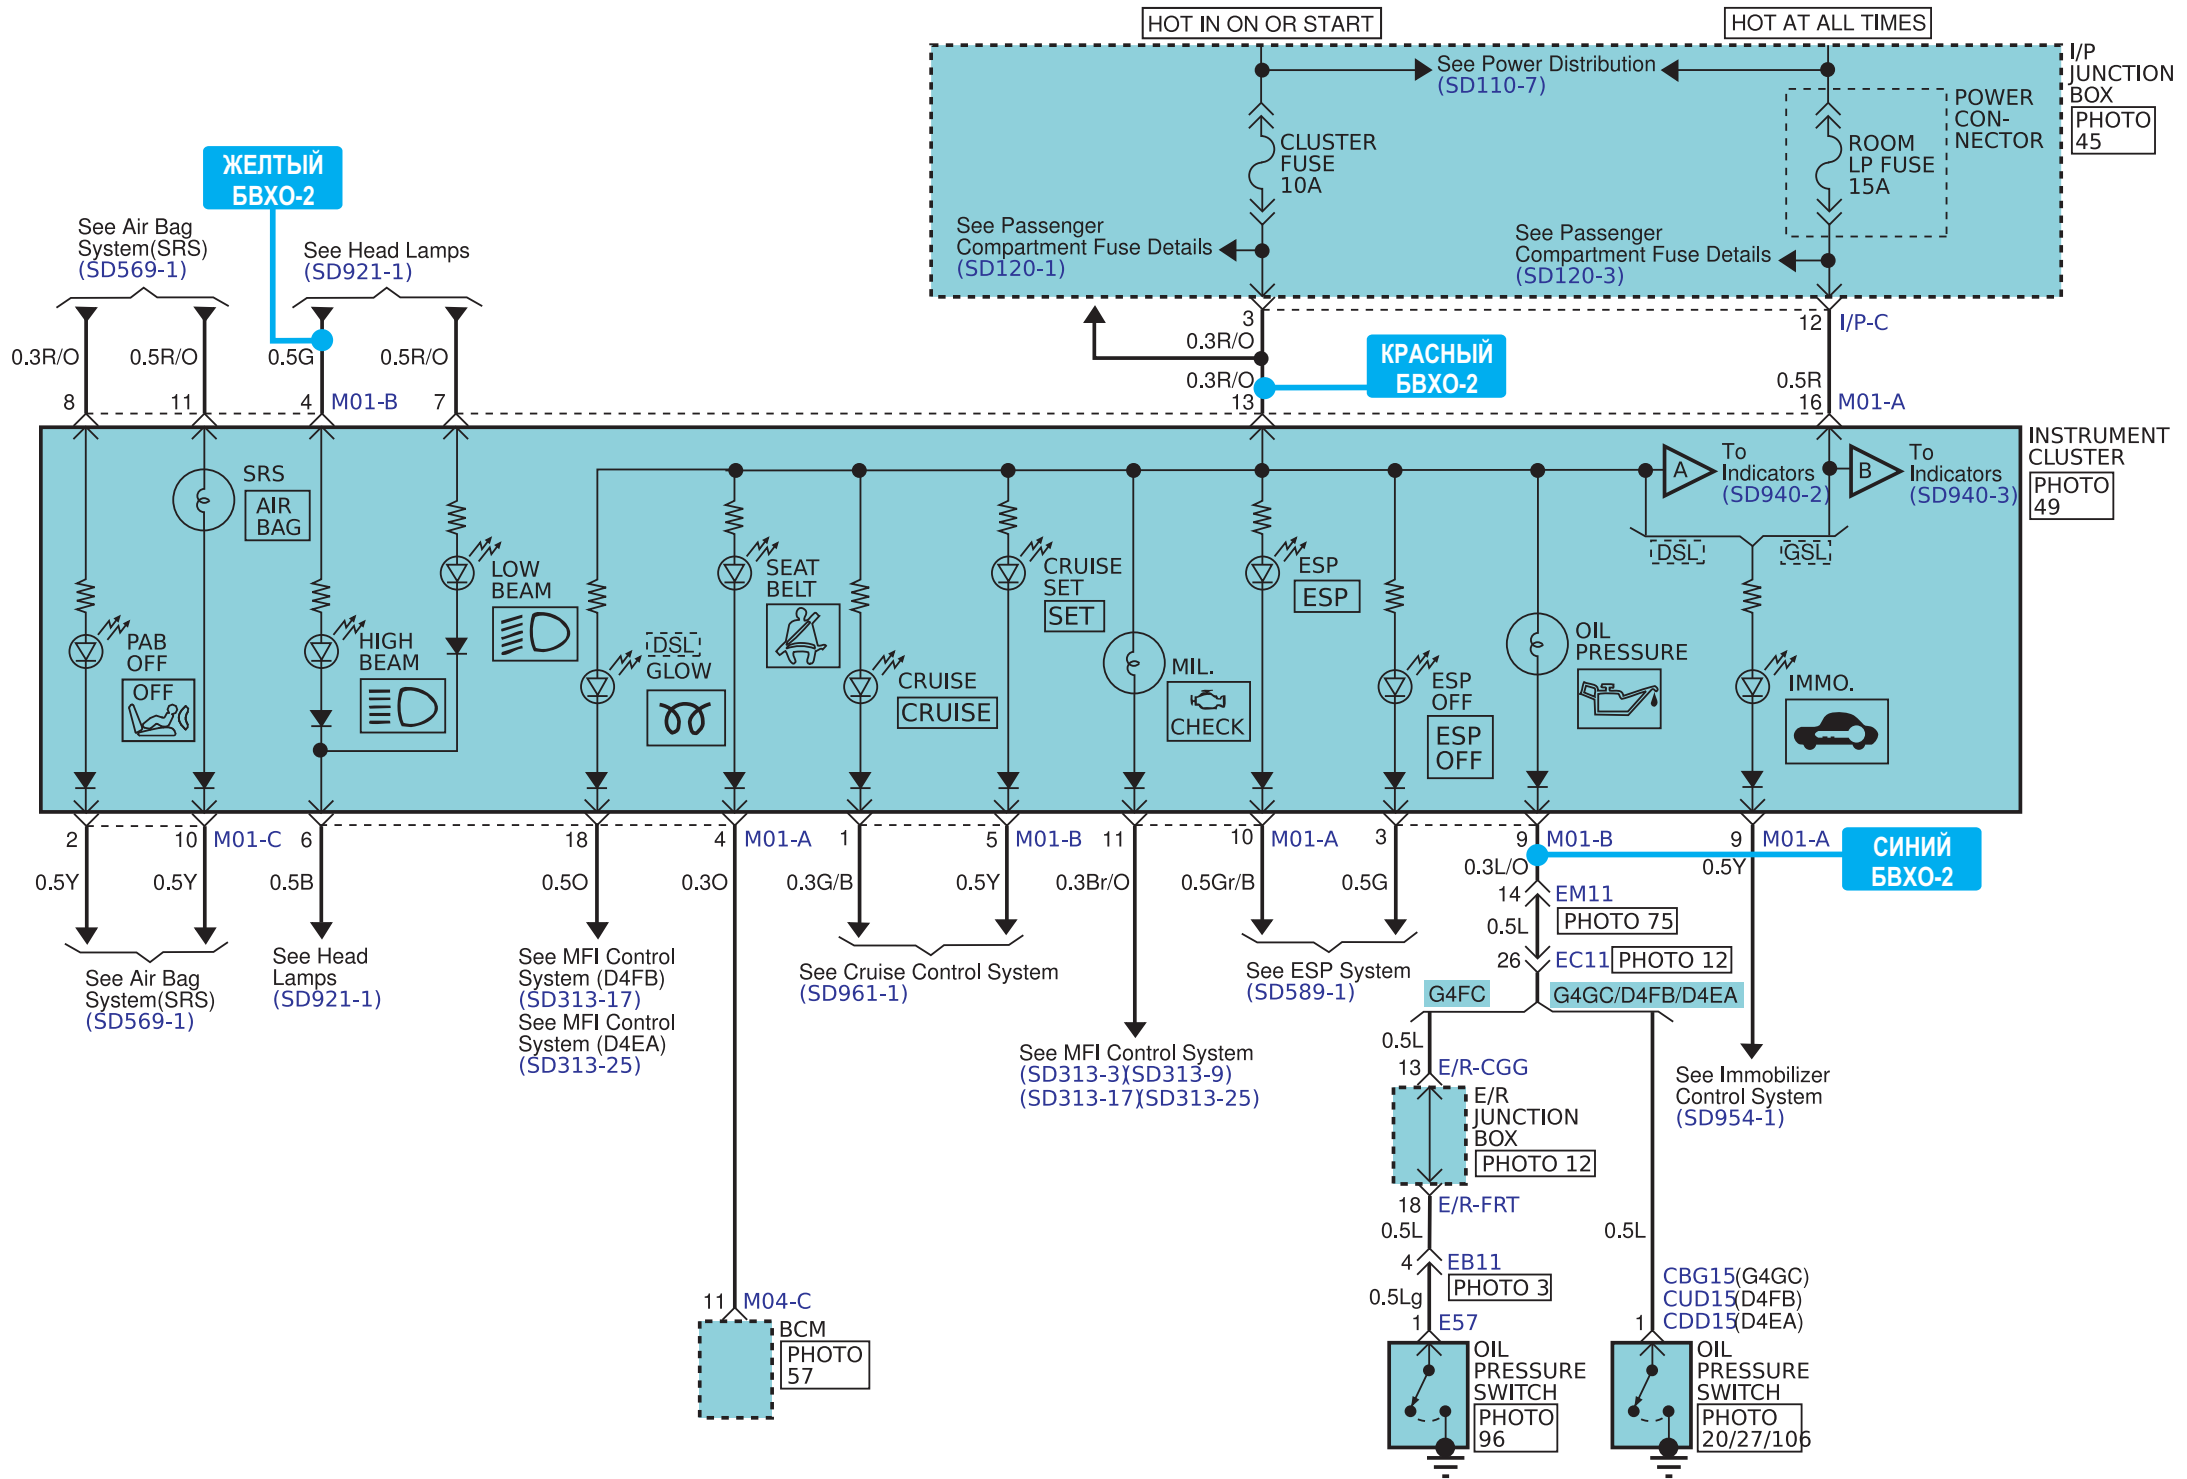 HOT IN ON OR START
HOT AT ALL TIMES
I/P
JUNCTION
BOX
PHOTO
45
See Power Distribution
(SD110-7)
POWER
CON-
NECTOR
CLUSTER
FUSE
10A
ROOM
LP FUSE
15A
See Passenger
Compartment Fuse Details
(SD120-1)
See Passenger
Compartment Fuse Details
(SD120-3)
ЖЕЛТЫЙ
БВХО-2
See Air Bag
System(SRS)
(SD569-1)
See Head Lamps
(SD921-1)
0.3R/O
0.5R/O
0.5G
0.5R/O
8
11
4
M01-B
7
3
0.3R/O
0.3R/O
13
КРАСНЫЙ
БВХО-2
12
I/P-C
0.5R
16
M01-A
INSTRUMENT
CLUSTER
PHOTO
49
SRS
AIR
BAG
A
To
Indicators
(SD940-2)
B
To
Indicators
(SD940-3)
DSL
GSL
LOW
BEAM
SEAT
BELT
CRUISE
SET
SET
ESP
ESP
PAB
OFF
OFF
HIGH
BEAM
DSL
GLOW
CRUISE
CRUISE
MIL.
CHECK
ESP
OFF
ESP
OFF
OIL
PRESSURE
IMMO.
2
10
M01-C
6
18
4
M01-A
1
5
M01-B
11
10
M01-A
3
9
M01-B
9
M01-A
СИНИЙ
БВХО-2
0.5Y
0.5Y
0.5B
0.5O
0.3O
0.3G/B
0.5Y
0.3Br/O
0.5Gr/B
0.5G
0.3L/O
0.5Y
14
EM11
PHOTO 75
0.5L
26
EC11
PHOTO 12
See Air Bag
System(SRS)
(SD569-1)
See Head
Lamps
(SD921-1)
See MFI Control
System (D4FB)
(SD313-17)
See MFI Control
System (D4EA)
(SD313-25)
See Cruise Control System
(SD961-1)
See MFI Control System
(SD313-3)(SD313-9)
(SD313-17)(SD313-25)
See ESP System
(SD589-1)
G4FC
G4GC/D4FB/D4EA
0.5L
13
E/R-CGG
E/R
JUNCTION
BOX
PHOTO 12
See Immobilizer
Control System
(SD954-1)
18
E/R-FRT
0.5L
0.5L
4
EB11
PHOTO 3
0.5Lg
1
E57
CBG15(G4GC)
CUD15(D4FB)
CDD15(D4EA)
1
11
M04-C
BCM
PHOTO
57
OIL
PRESSURE
SWITCH
PHOTO
96
OIL
PRESSURE
SWITCH
PHOTO
20/27/106